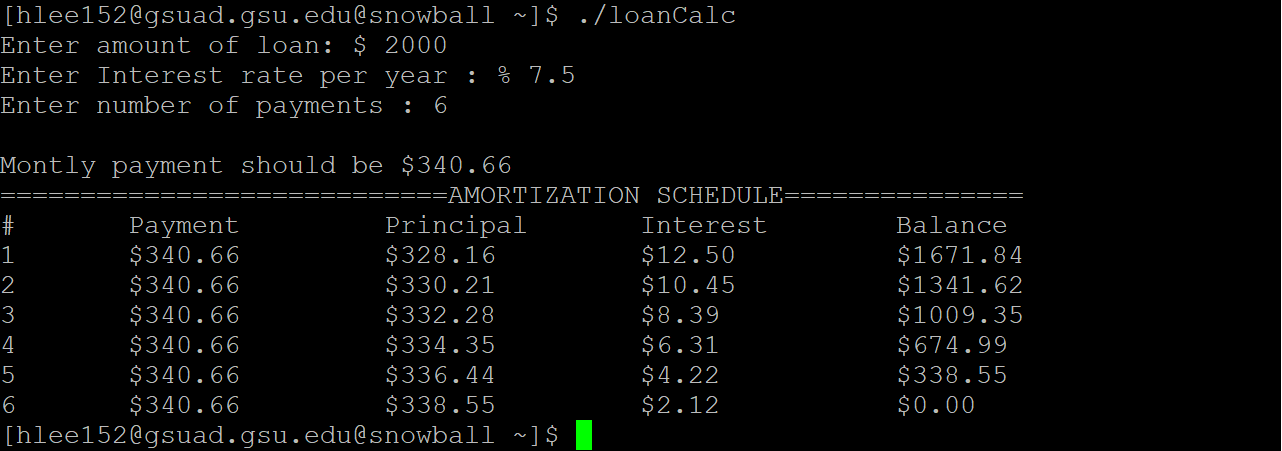 [hlee152@gsuad.gsu.edu@snowball ~]$ ./loanCalc
Enter amount of loan: $ 2000
Enter Interest rate per year : % 7.5
Enter number of payments : 6
Montly payment should be $340.66
============================AMORTIZATION SCHEDULE===============
#       Payment         Principal       Interest        Balance
1       $340.66         $328.16         $12.50          $1671.84
2       $340.66         $330.21         $10.45          $1341.62
3       $340.66         $332.28         $8.39           $1009.35
4       $340.66         $334.35         $6.31           $674.99
5       $340.66         $336.44         $4.22           $338.55
6       $340.66         $338.55         $2.12           $0.00
[hlee152@gsuad.gsu.edu@snowball ~]$